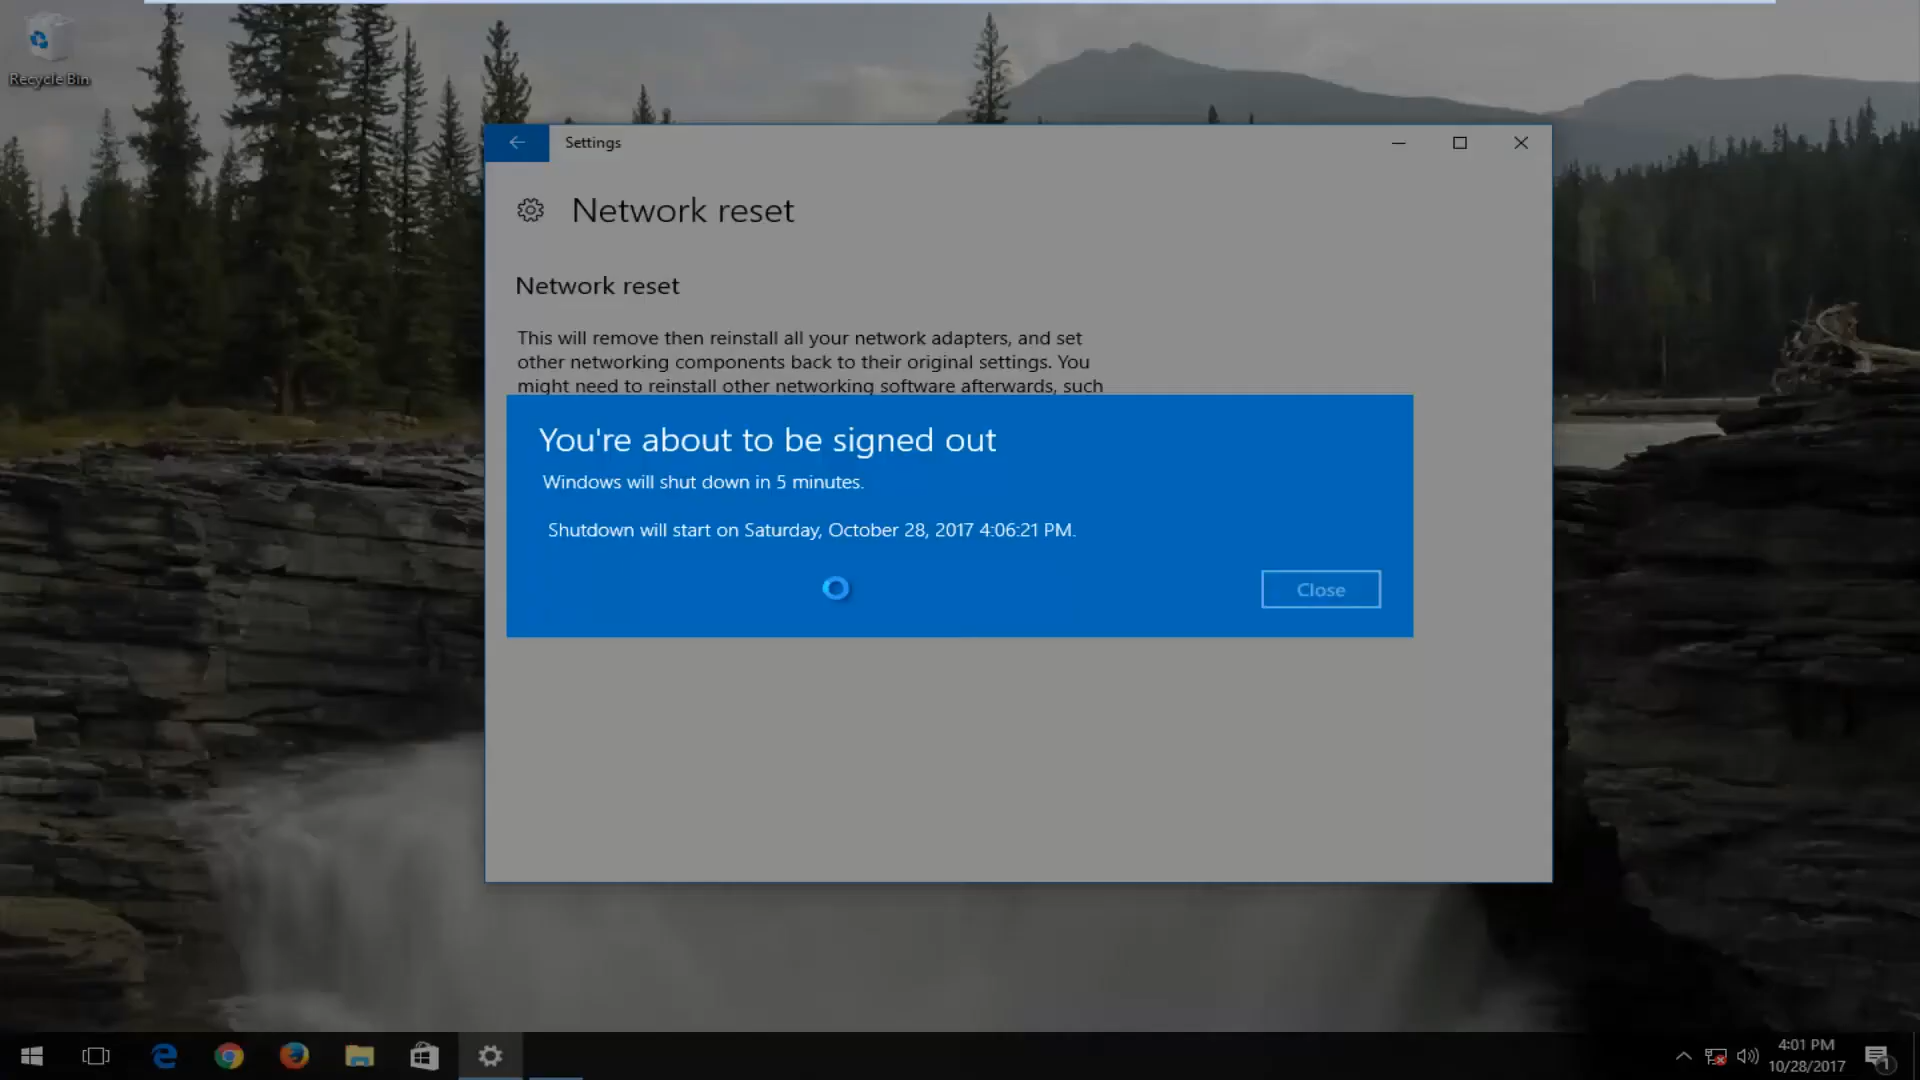 Recycle Bin
Settings
Network reset
Network reset
This will remove then reinstall all your network adapters, and set
other networking components back to their original settings. You
might need to reinstall other networking software afterwards, such
You're about to be signed out
Windows will shut down in 5 minutes.
Shutdown will start on Saturday, October 28, 2017 4:06:21 PM.
Close
4:01 PM
10/28/2017
1